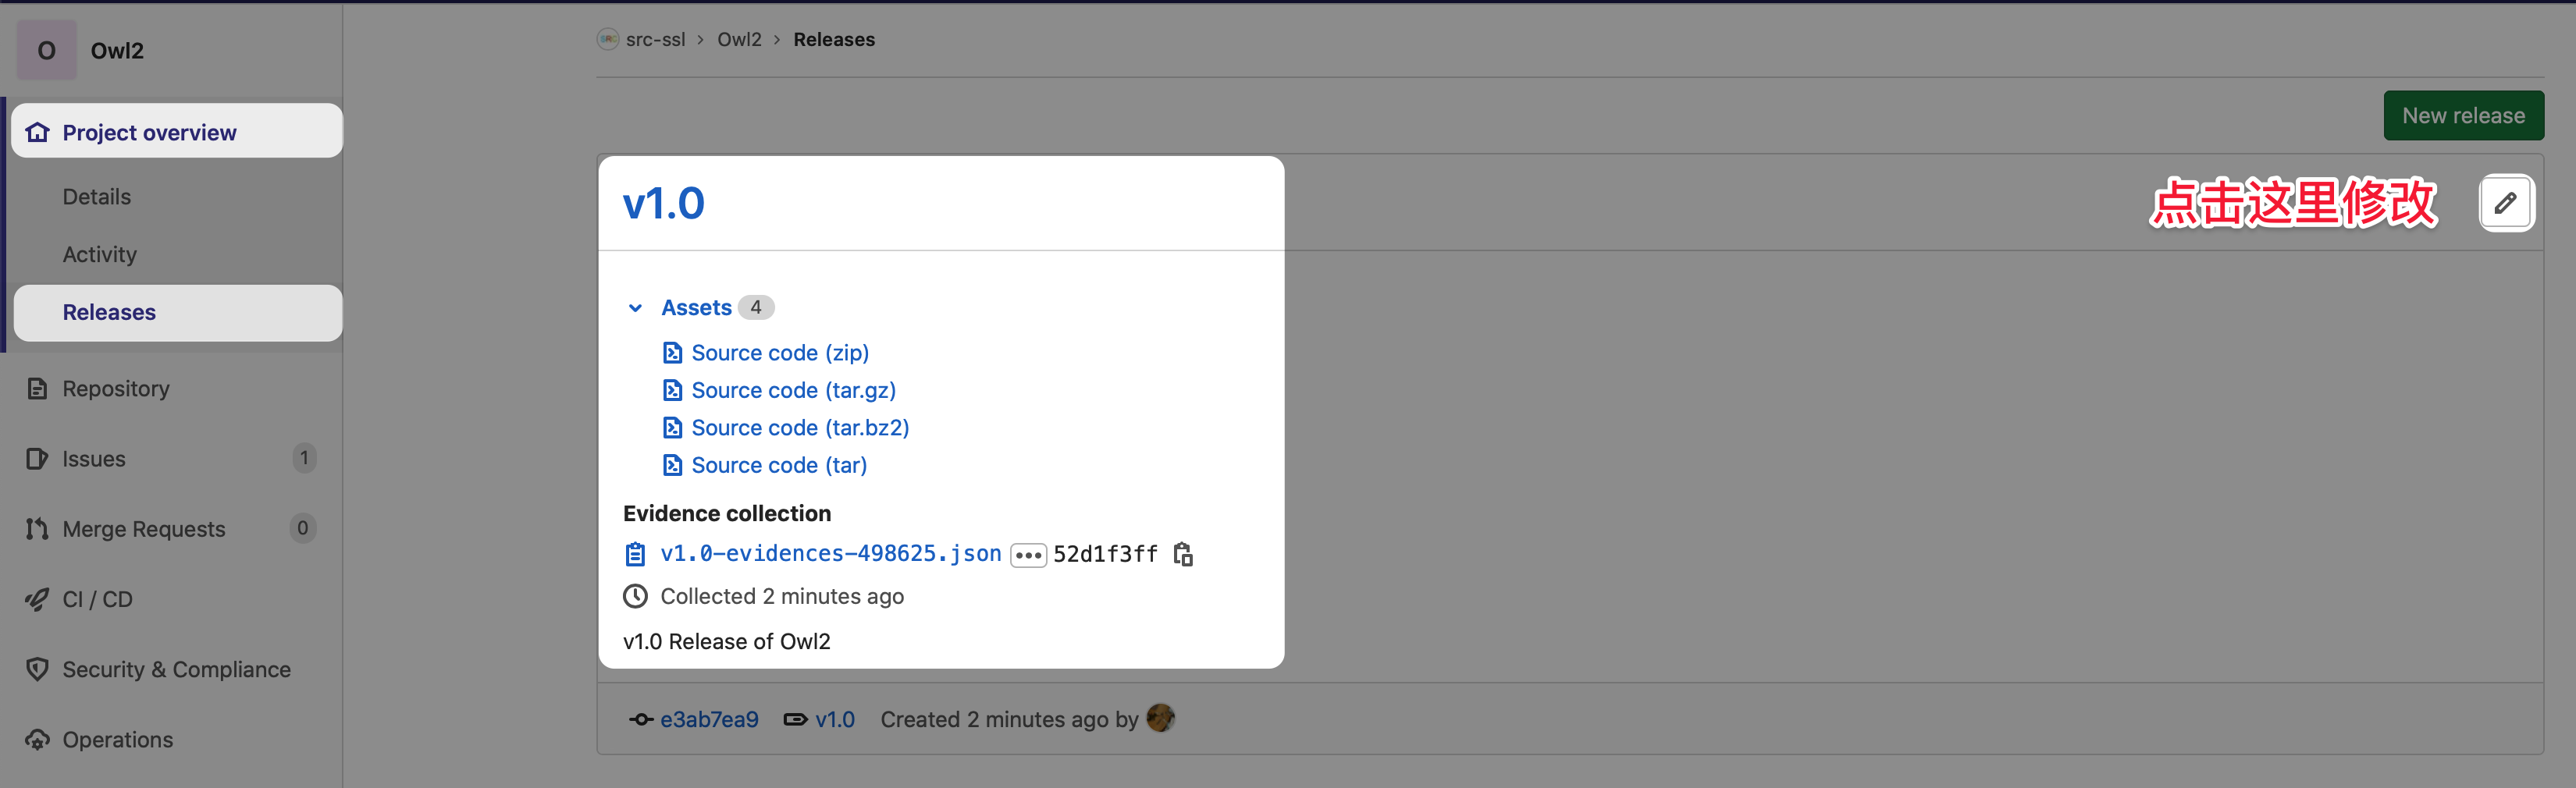 O Owl2
Project overview
Details
Activity
Releases
Repository
Issues 1
Merge Requests 0
CI / CD
Security & Compliance
Operations
SRC src-ssl > Owl2 > Releases
New release
v1.0
点击这里修改
Assets 4
Source code (zip)
Source code (tar.gz)
Source code (tar.bz2)
Source code (tar)
Evidence collection
v1.0-evidences-498625.json ••• 52d1f3ff
Collected 2 minutes ago
v1.0 Release of Owl2
e3ab7ea9 v1.0 Created 2 minutes ago by